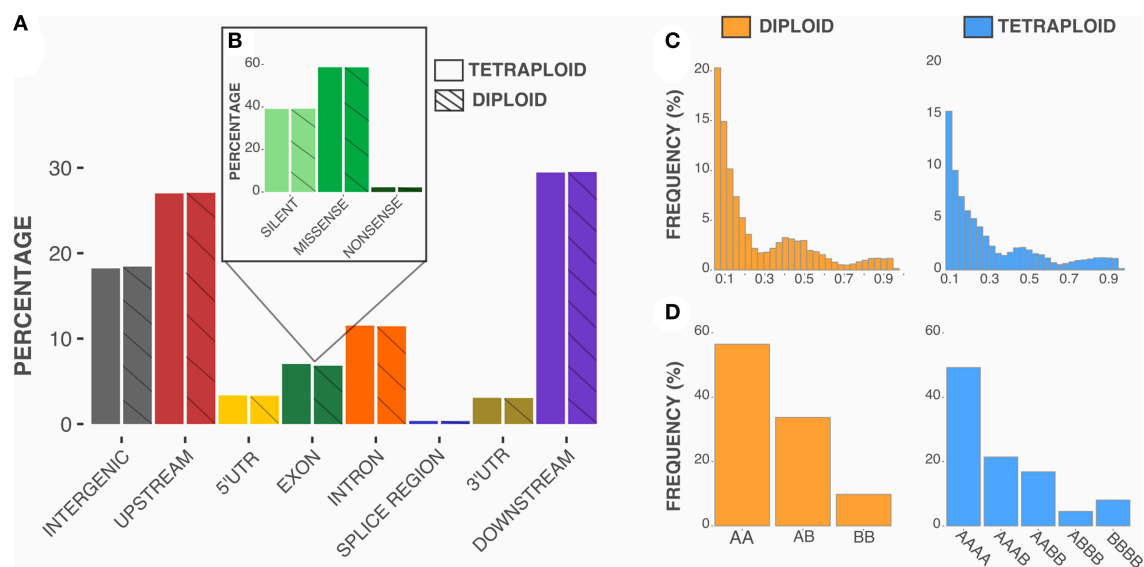 A
B
PERCENTAGE
60
40
20
0
SILENT
MISSENSE
NONSENSE
TETRAPLOID
DIPLOID
PERCENTAGE
30
20
10
0
INTERGENIC
UPSTREAM
5'UTR
EXON
INTRON
SPLICE REGION
3'UTR
DOWNSTREAM
C
DIPLOID
TETRAPLOID
FREQUENCY (%)
20
15
10
5
0
0.1 0.3 0.5 0.7 0.9
20
15
10
5
0
0.1 0.3 0.5 0.7 0.9
D
FREQUENCY (%)
60
40
20
0
AA AB BB
60
40
20
0
AAAA
AAAB
AABB
ABBB
BBBB